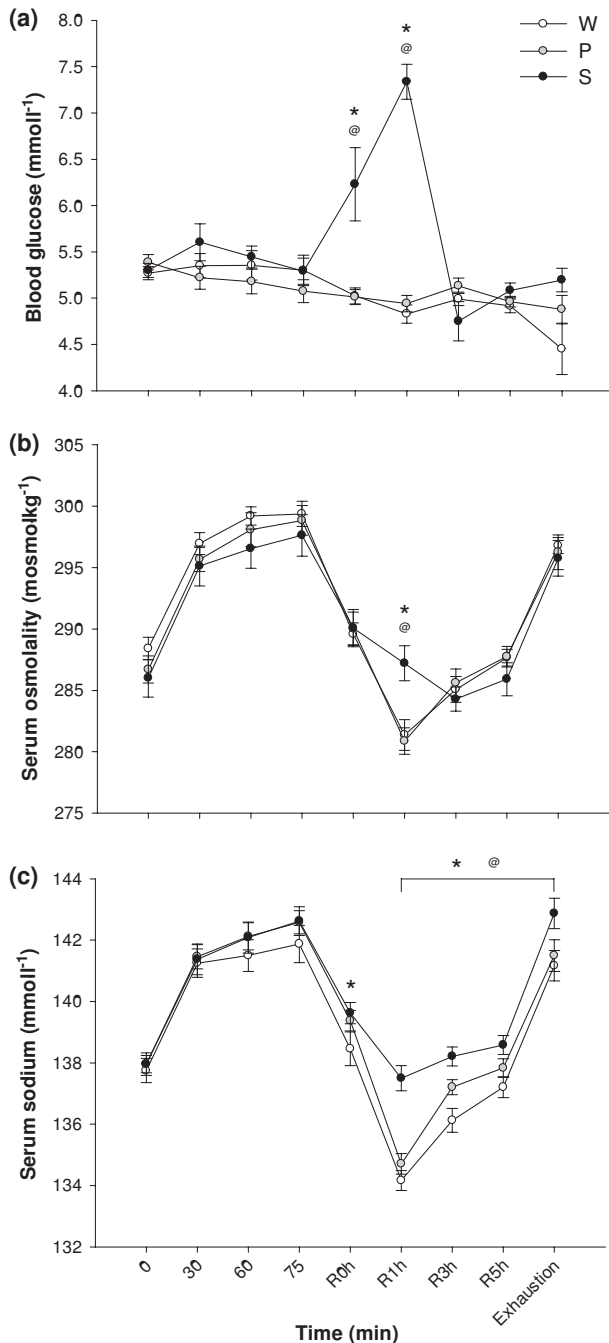 (a)
W
P
S
* @
* @
Blood glucose (mmoll⁻¹)
8.0
7.5
7.0
6.5
6.0
5.5
5.0
4.5
4.0
(b)
* @
Serum osmolality (mosmolkg⁻¹)
305
300
295
290
285
280
275
(c)
* @
*
Serum sodium (mmoll⁻¹)
144
142
140
138
136
134
132
0 30 60 75 R0h R1h R3h R5h Exhaustion
Time (min)